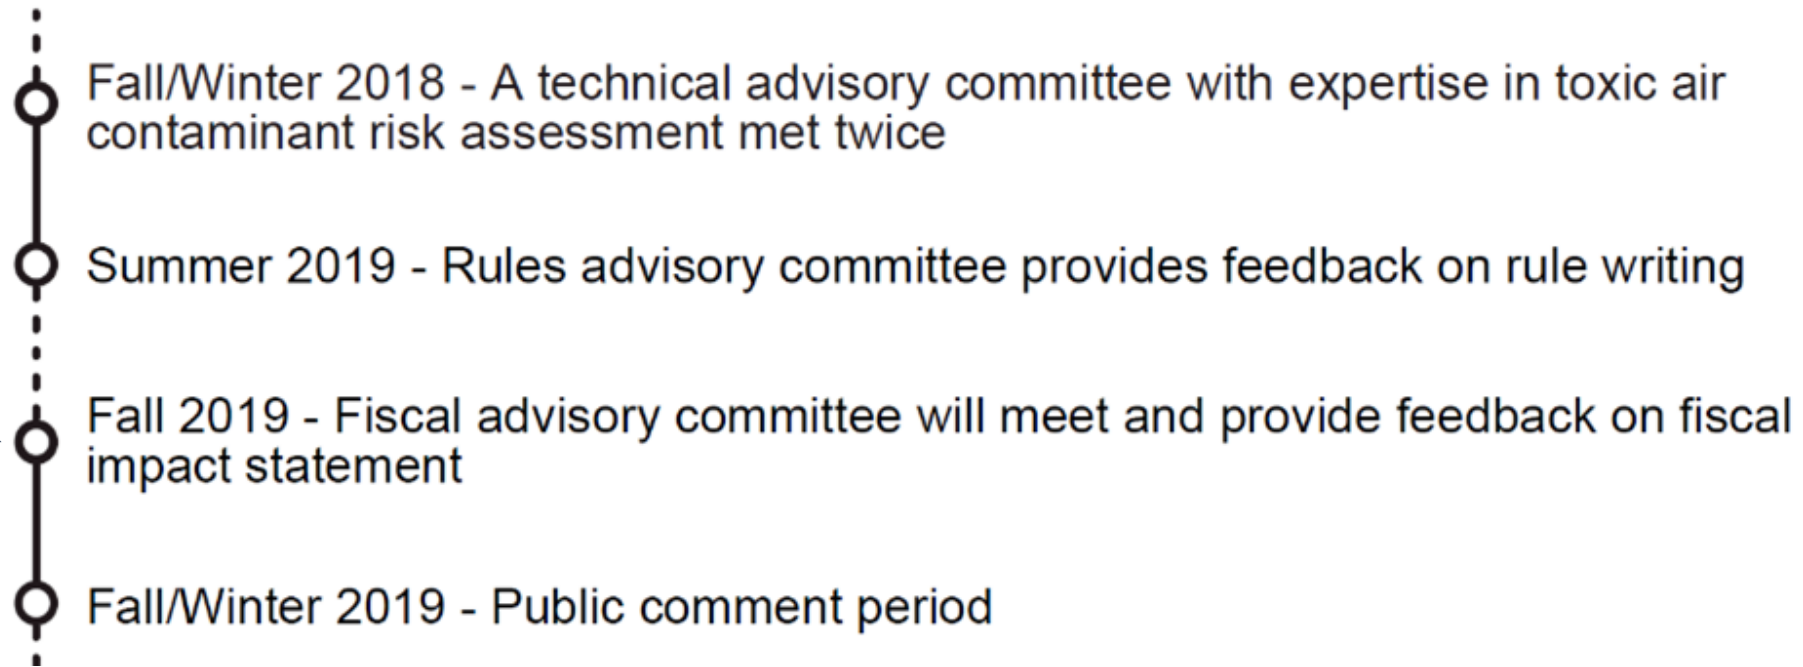 Fall/Winter 2018 - A technical advisory committee with expertise in toxic air
contaminant risk assessment met twice
Summer 2019 - Rules advisory committee provides feedback on rule writing
Fall 2019 - Fiscal advisory committee will meet and provide feedback on fiscal
impact statement
Fall/Winter 2019 - Public comment period